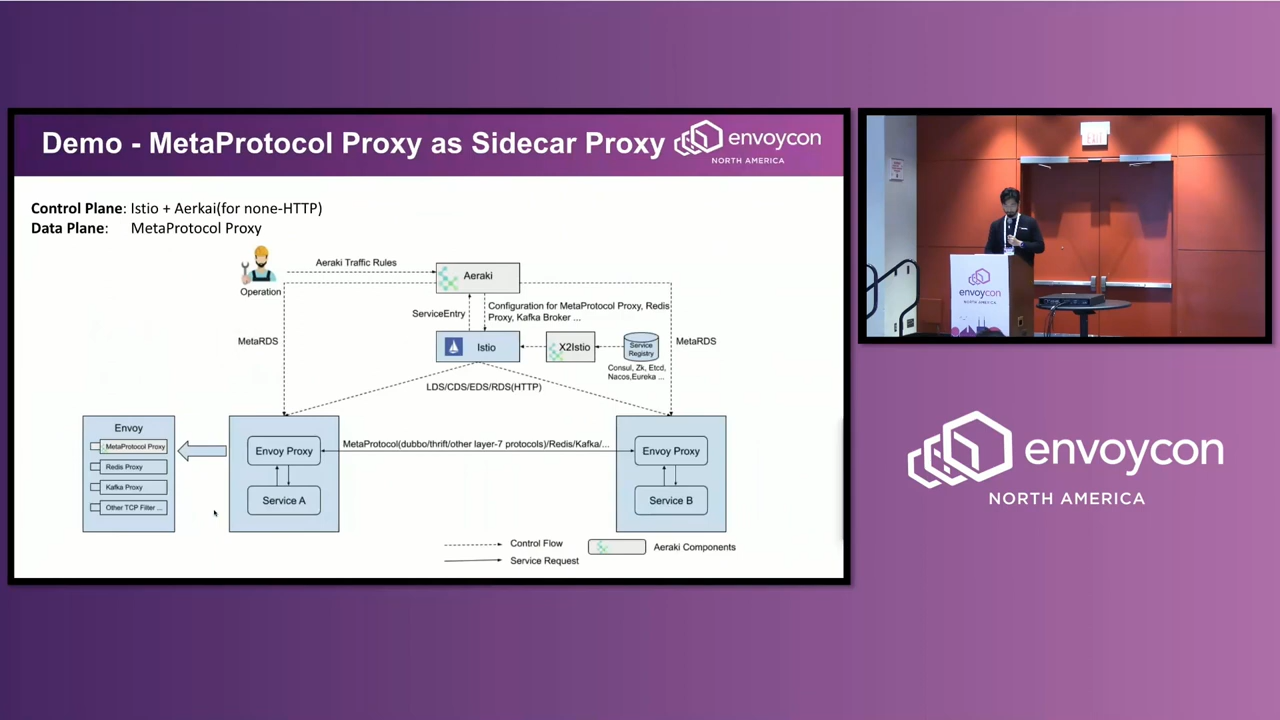 Demo - MetaProtocol Proxy as Sidecar Proxy
envoycon
NORTH AMERICA
Control Plane: Istio + Aerkai(for none-HTTP)
Data Plane: MetaProtocol Proxy
Operation
Aeraki Traffic Rules
Aeraki
ServiceEntry
Configuration for MetaProtocol Proxy, Redis
Proxy, Kafka Broker ...
MetaRDS
Istio
X2Istio
Service
Registry
MetaRDS
Consul, Zk, Etcd,
Nacos,Eureka ...
LDS/CDS/EDS/RDS(HTTP)
Envoy
MetaProtocol Proxy
Redis Proxy
Kafka Proxy
Other TCP Filter ...
Envoy Proxy
Service A
MetaProtocol(dubbo/thrift/other layer-7 protocols)/Redis/Kafka/...
Envoy Proxy
Service B
Control Flow
Service Request
Aeraki Components
EXIT
envoycon
NORTH AMERICA
envoycon
NORTH AMERICA